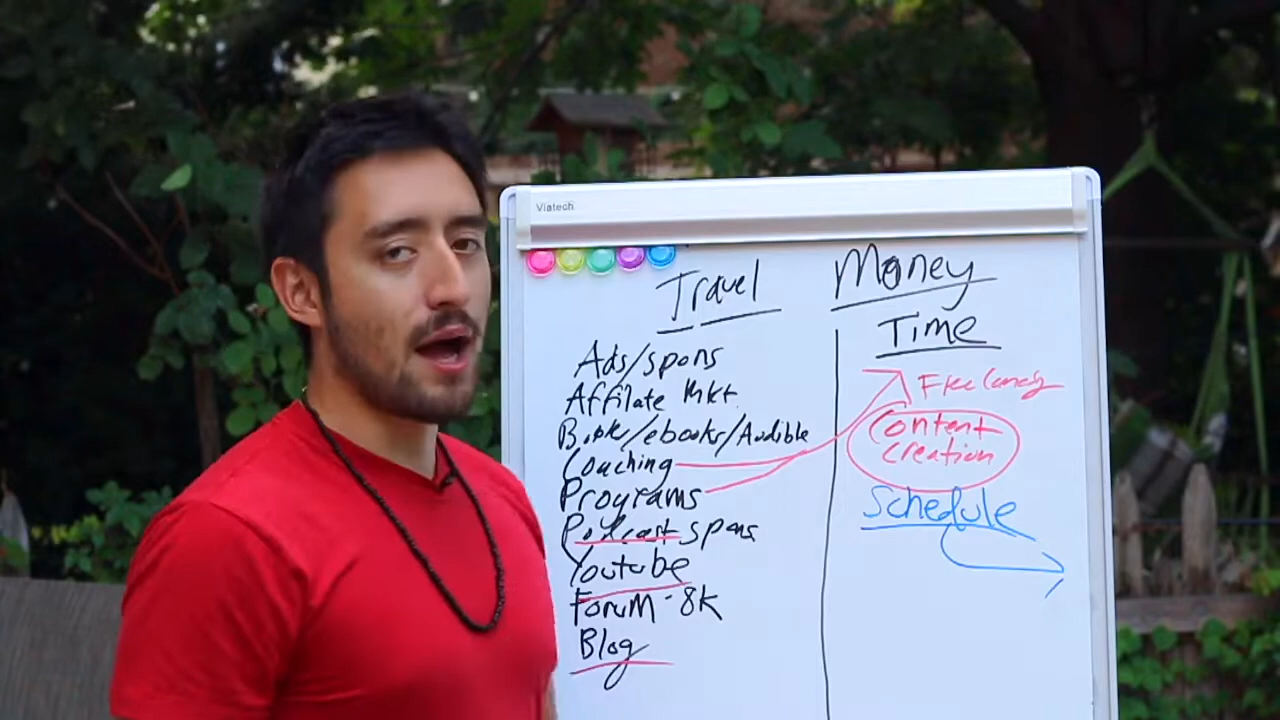 Viatech
Travel
Money
Time
Ads/spons
Affilate Mkt.
Book/ebooks/Audible
Coaching
Programs
Podcast spons
Youtube
Forum - 8k
Blog
Content
creation
Schedule